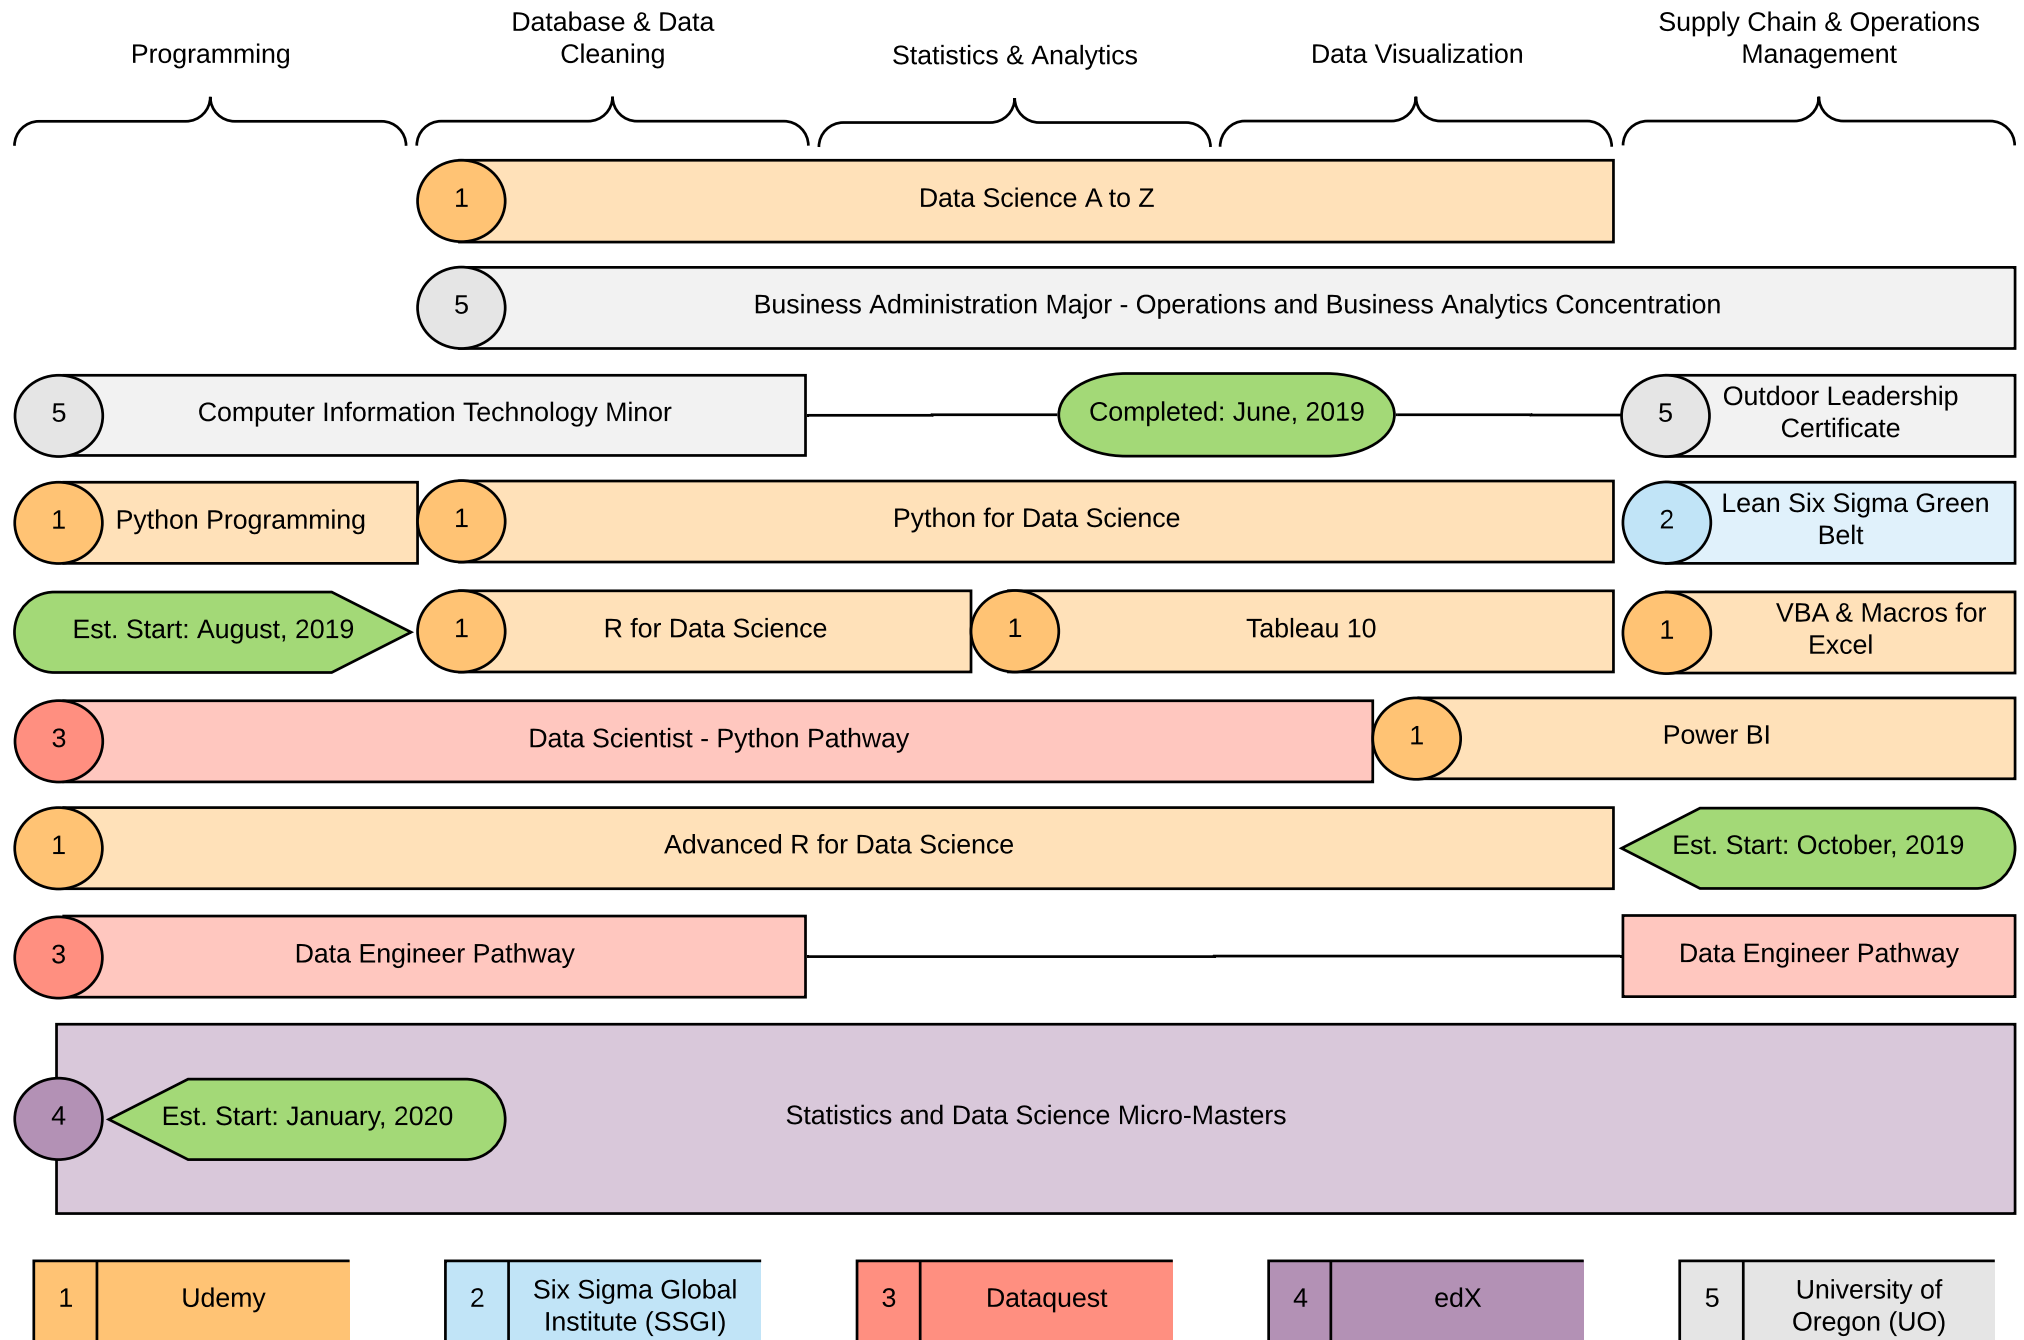 Programming
Database & Data
Cleaning
Statistics & Analytics
Data Visualization
Supply Chain & Operations
Management
1
Data Science A to Z
5
Business Administration Major - Operations and Business Analytics Concentration
5
Computer Information Technology Minor
Completed: June, 2019
5
Outdoor Leadership
Certificate
1
Python Programming
1
Python for Data Science
2
Lean Six Sigma Green
Belt
Est. Start: August, 2019
1
R for Data Science
1
Tableau 10
1
VBA & Macros for
Excel
3
Data Scientist - Python Pathway
1
Power BI
1
Advanced R for Data Science
Est. Start: October, 2019
3
Data Engineer Pathway
Data Engineer Pathway
4
Est. Start: January, 2020
Statistics and Data Science Micro-Masters
1
Udemy
2
Six Sigma Global
Institute (SSGI)
3
Dataquest
4
edX
5
University of
Oregon (UO)